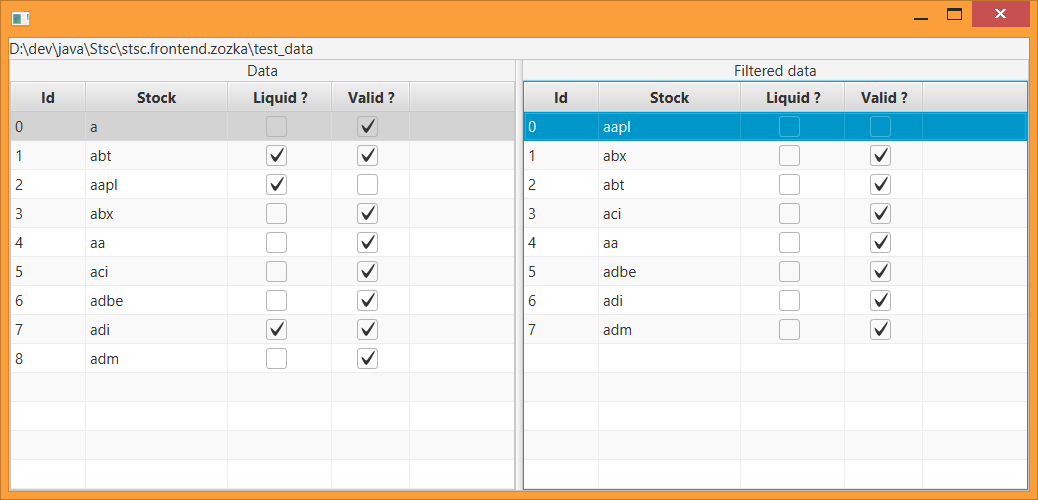 D:\dev\java\Stsc\stsc.frontend.zozka\test_data
Data
Id Stock Liquid ? Valid ?
0 a
1 abt
2 aapl
3 abx
4 aa
5 aci
6 adbe
7 adi
8 adm
Filtered data
Id Stock Liquid ? Valid ?
0 aapl
1 abx
2 abt
3 aci
4 aa
5 adbe
6 adi
7 adm